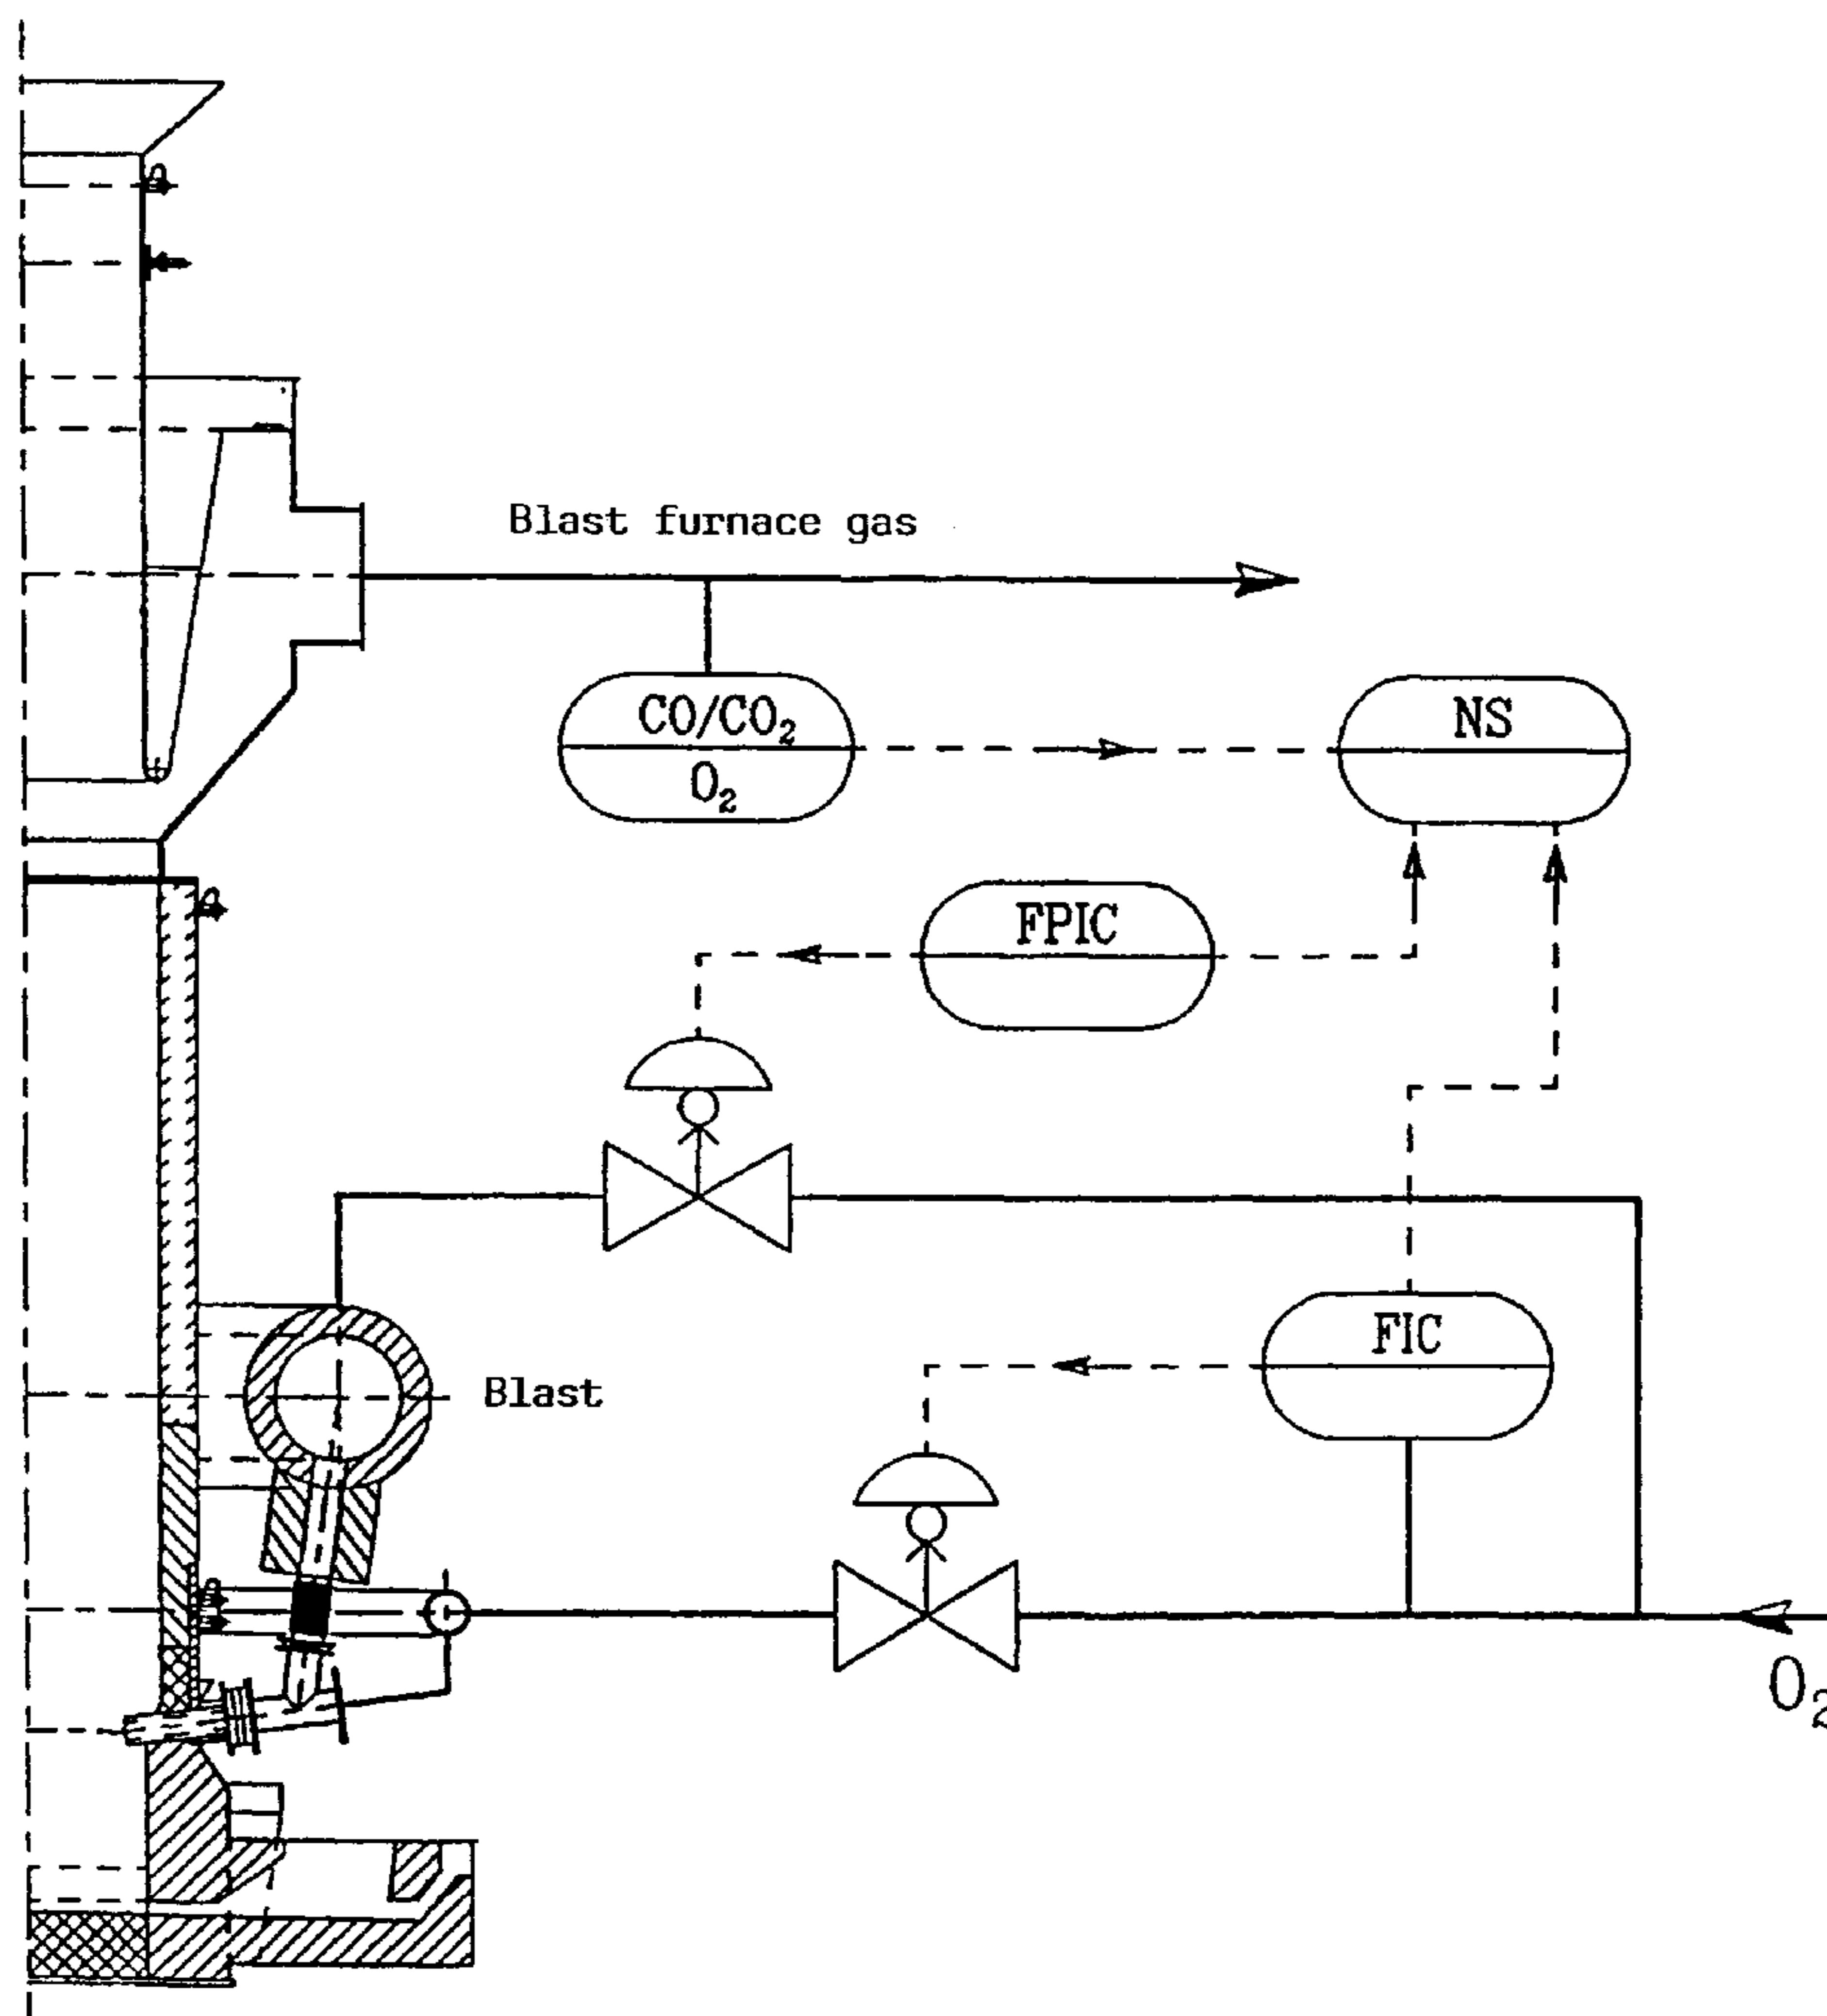 Blast furnace gas
CO/CO₂
O₂
NS
FPIC
FIC
Blast
O₂